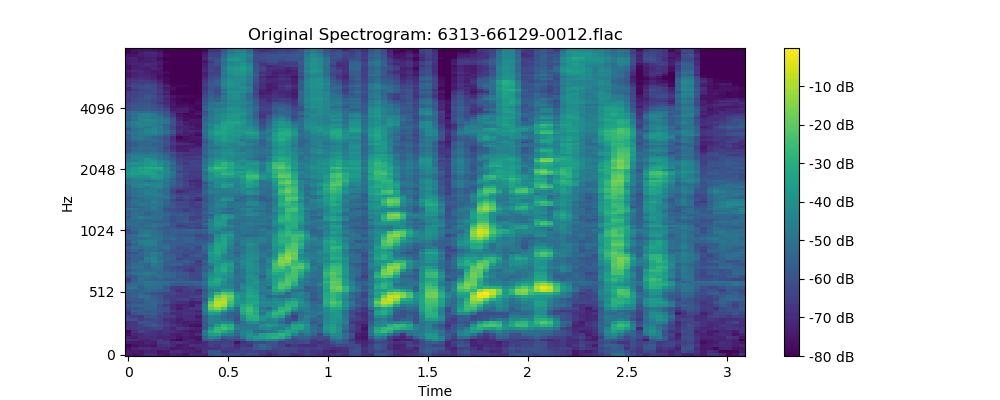 Original Spectrogram: 6313-66129-0012.flac
Hz
4096
2048
1024
512
0
0
0.5
1
1.5
2
2.5
3
Time
-10 dB
-20 dB
-30 dB
-40 dB
-50 dB
-60 dB
-70 dB
-80 dB